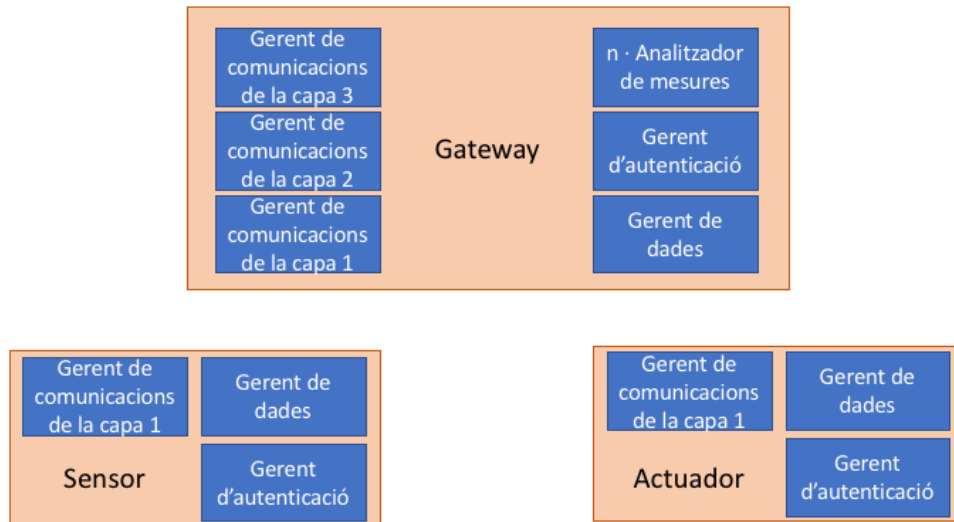 Gerent de
comunicacions
de la capa 3
Gerent de
comunicacions
de la capa 2
Gerent de
comunicacions
de la capa 1
Gateway
n · Analitzador
de mesures
Gerent
d'autenticació
Gerent de
dades
Gerent de
comunicacions
de la capa 1
Gerent de
dades
Sensor
Gerent
d'autenticació
Gerent de
comunicacions
de la capa 1
Gerent de
dades
Actuador
Gerent
d'autenticació